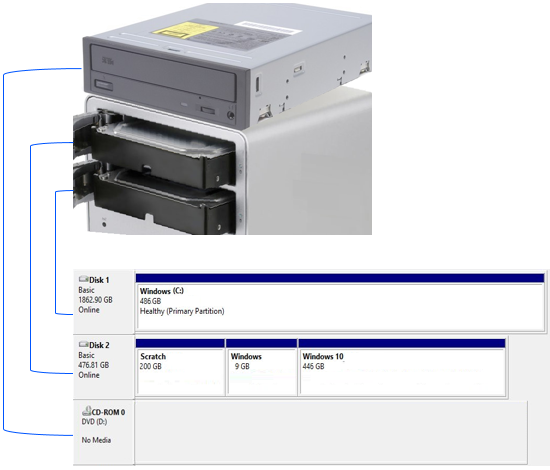 Disk 1
Basic
1862.90 GB
Online
Windows (C:)
486 GB
Healthy (Primary Partition)
Disk 2
Basic
476.81 GB
Online
Scratch
200 GB
Windows
9 GB
Windows 10
446 GB
CD-ROM 0
DVD (D:)
No Media